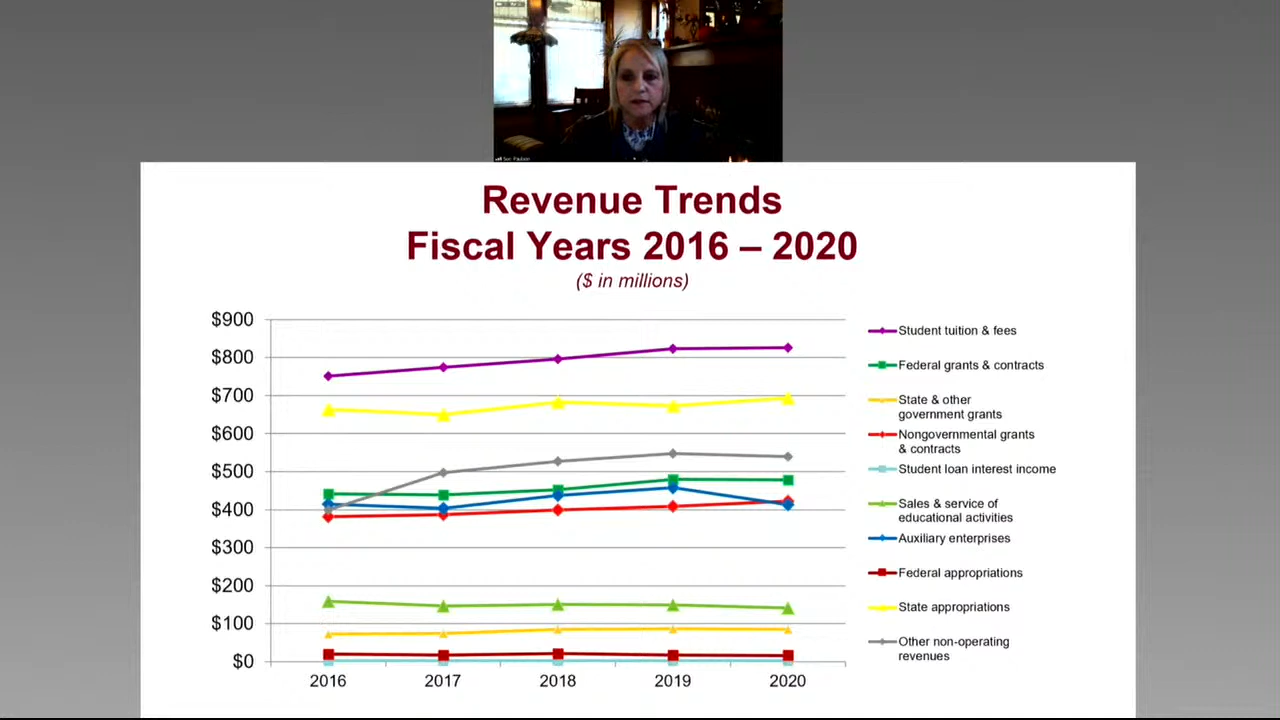 Sue Paulson
Revenue Trends
Fiscal Years 2016 – 2020
($ in millions)
$900
$800
$700
$600
$500
$400
$300
$200
$100
$0
2016 2017 2018 2019 2020
Student tuition & fees
Federal grants & contracts
State & other
government grants
Nongovernmental grants
& contracts
Student loan interest income
Sales & service of
educational activities
Auxiliary enterprises
Federal appropriations
State appropriations
Other non-operating
revenues